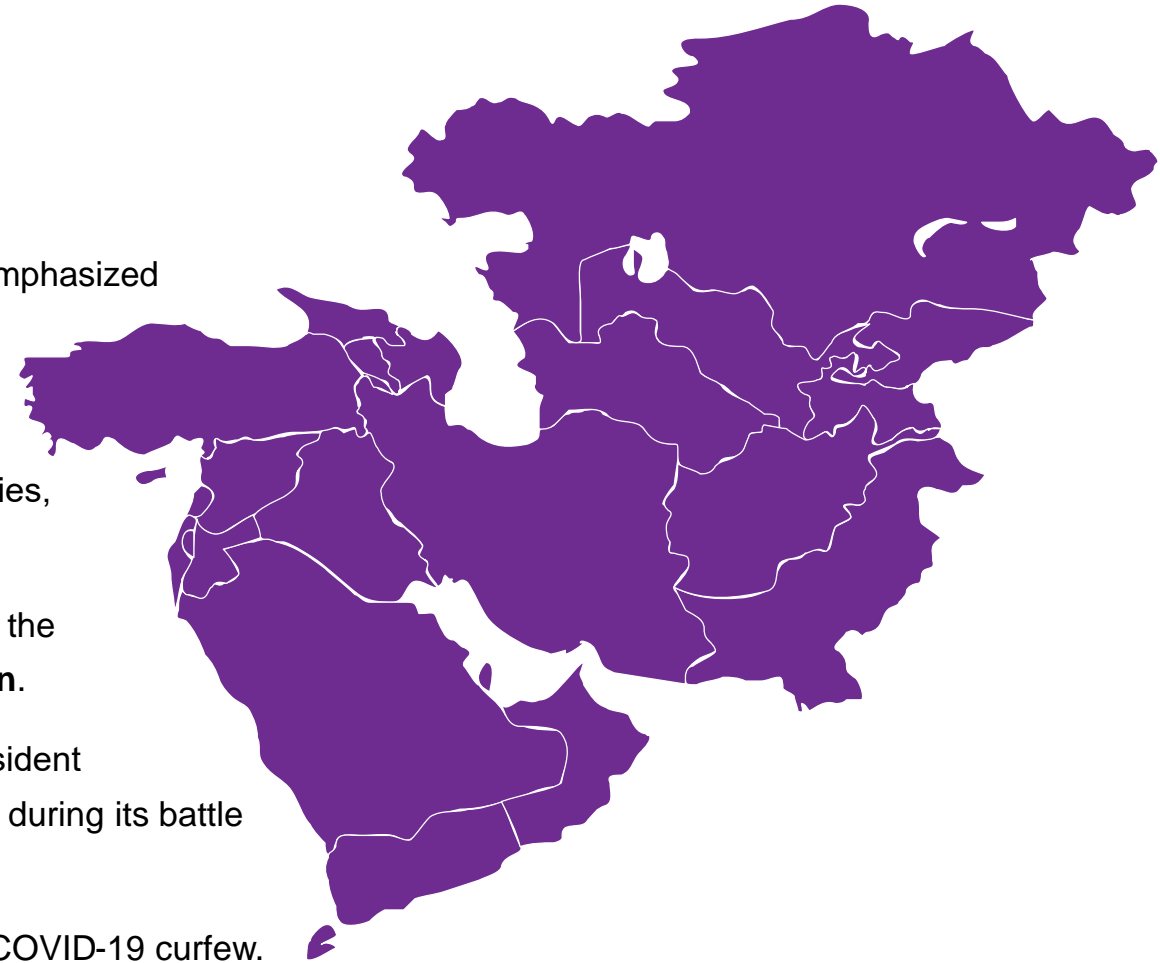 mphasized
ies,
the
n.
sident
during its battle
COVID-19 curfew.